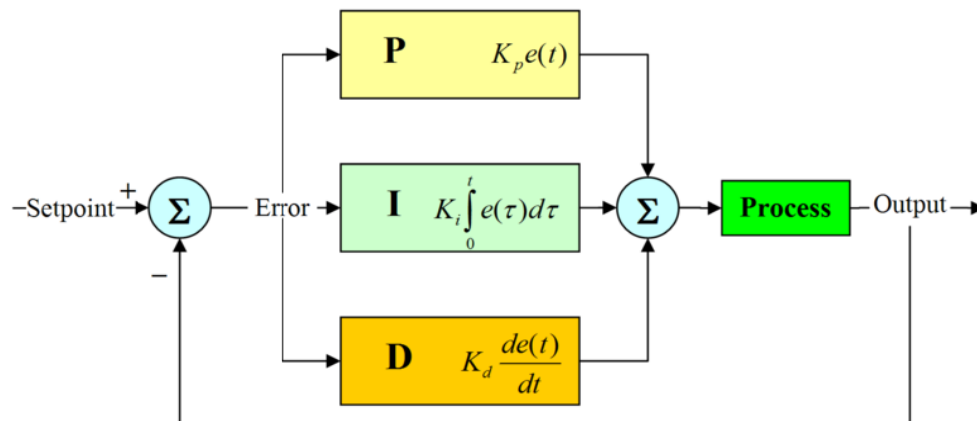 P K_p e(t)
–Setpoint + Σ Error I K_i ∫_0^t e(τ)dτ Σ Process Output
–
D K_d de(t)/dt